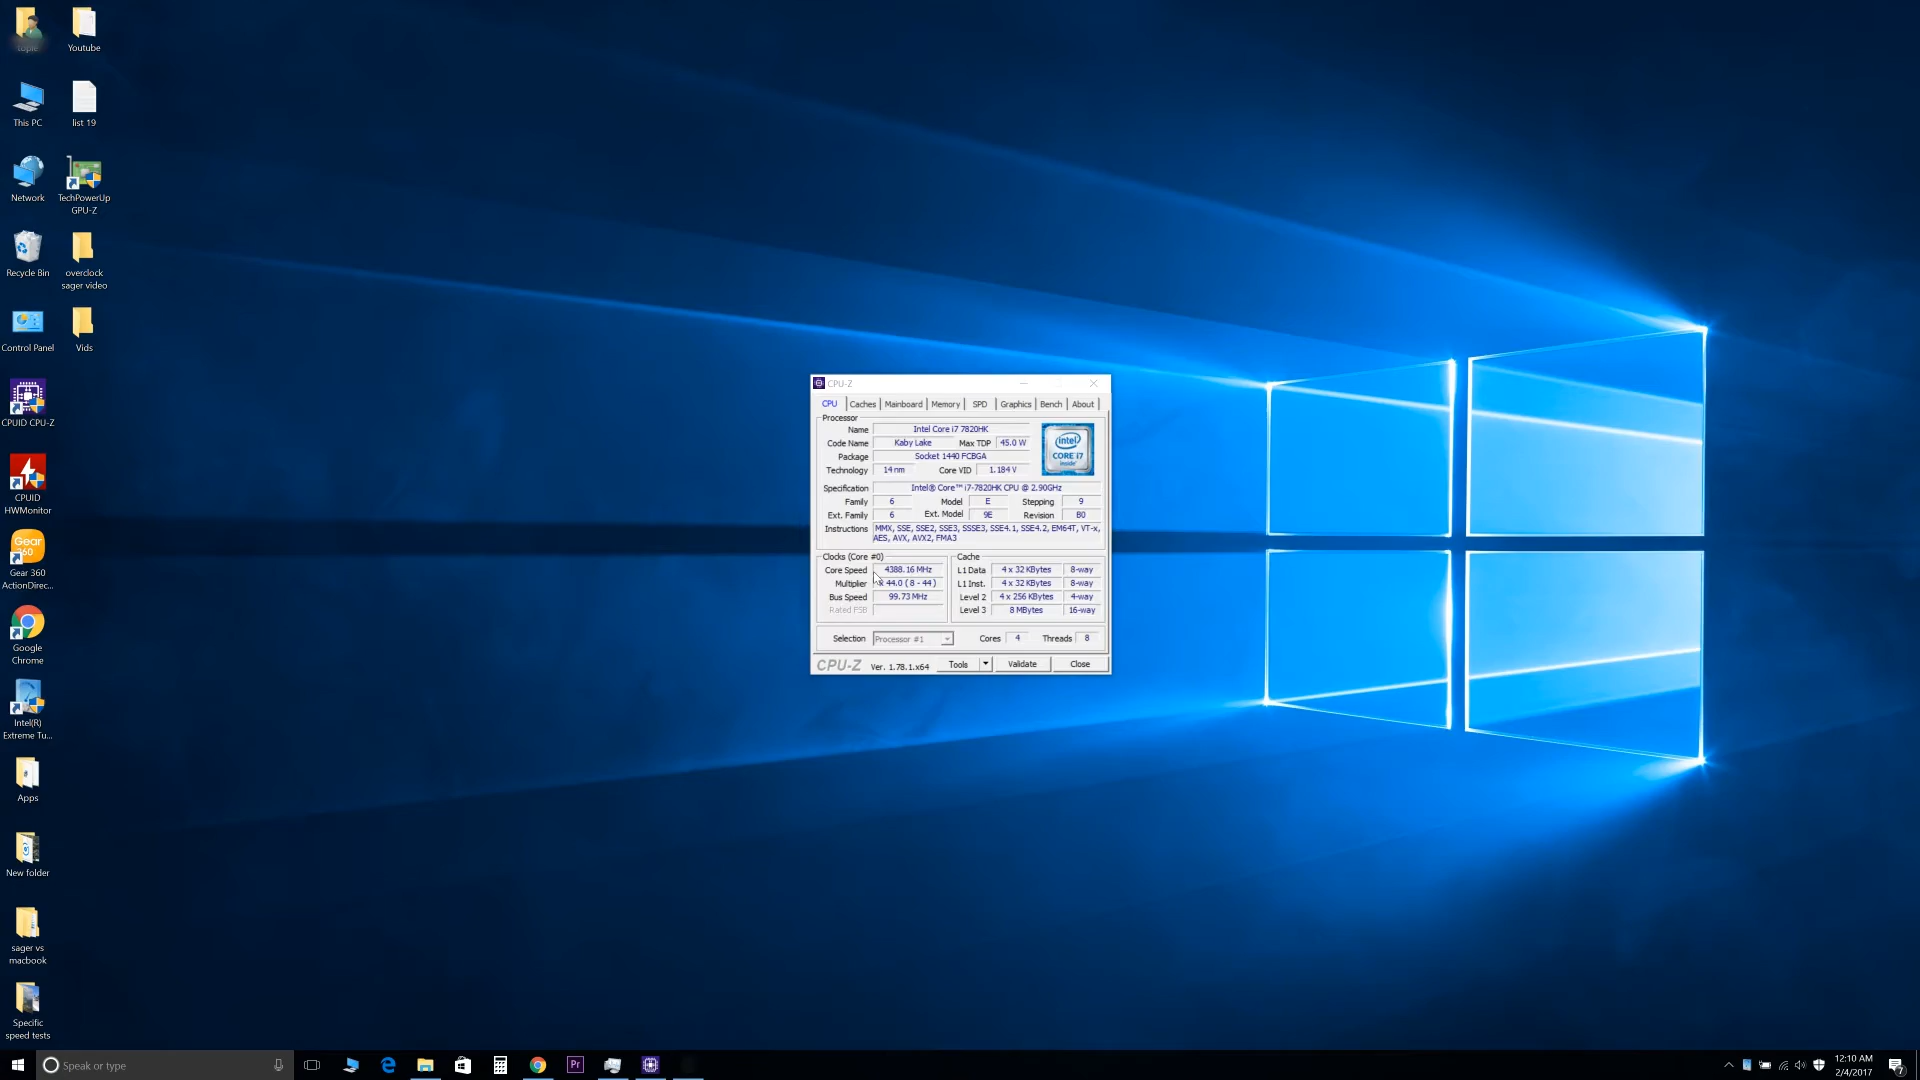 Youtube
This PC
list 19
Network
TechPowerUp
GPU-Z
Recycle Bin
overclock
sager video
Control Panel
Vids
CPUID CPU-Z
CPUID
HWMonitor
Gear
360
Gear 360
ActionDirec...
Google
Chrome
Intel(R)
Extreme Tu...
Apps
New folder
sager vs
macbook
Specific
speed tests
CPU-Z
CPU Caches Mainboard Memory SPD Graphics Bench About
Processor
Name Intel Core i7 7820HK
Code Name Kaby Lake Max TDP 45.0 W
Package Socket 1440 FCBGA
Technology 14 nm Core VID 1.184 V
intel
CORE i7
inside
Specification Intel® Core™ i7-7820HK CPU @ 2.90GHz
Family 6 Model E Stepping 9
Ext. Family 6 Ext. Model 9E Revision B0
Instructions MMX, SSE, SSE2, SSE3, SSSE3, SSE4.1, SSE4.2, EM64T, VT-x,
AES, AVX, AVX2, FMA3
Clocks (Core #0)
Core Speed 4388.16 MHz
Multiplier x 44.0 ( 8 - 44 )
Bus Speed 99.73 MHz
Rated FSB
Cache
L1 Data 4 x 32 KBytes 8-way
L1 Inst. 4 x 32 KBytes 8-way
Level 2 4 x 256 KBytes 4-way
Level 3 8 MBytes 16-way
Selection Processor #1 Cores 4 Threads 8
CPU-Z Ver. 1.78.1.x64 Tools Validate Close
Speak or type
Pr
12:10 AM
2/4/2017
7